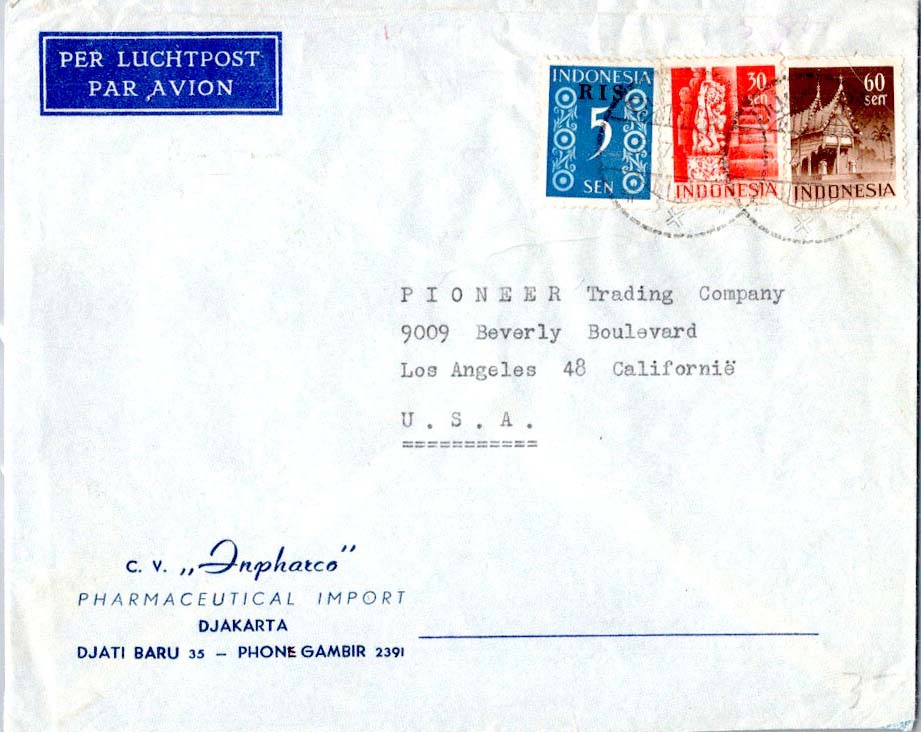 PER LUCHTPOST
PAR AVION
INDONESIA
RIS
5
SEN
30
sen
INDONESIA
60
sen
INDONESIA
PIONEER Trading Company
9009 Beverly Boulevard
Los Angeles 48 Californië
U.S.A.
===========
C. V. „Inpharco”
PHARMACEUTICAL IMPORT
DJAKARTA
DJATI BARU 35 — PHONE GAMBIR 2391